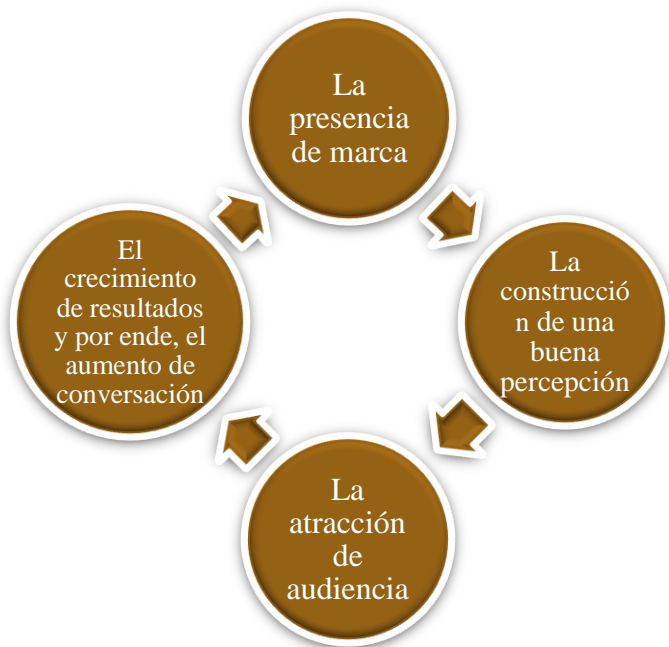 La
presencia
de marca
La
construcció
n de una
buena
percepción
La
atracción
de
audiencia
El
crecimiento
de resultados
y por ende, el
aumento de
conversación